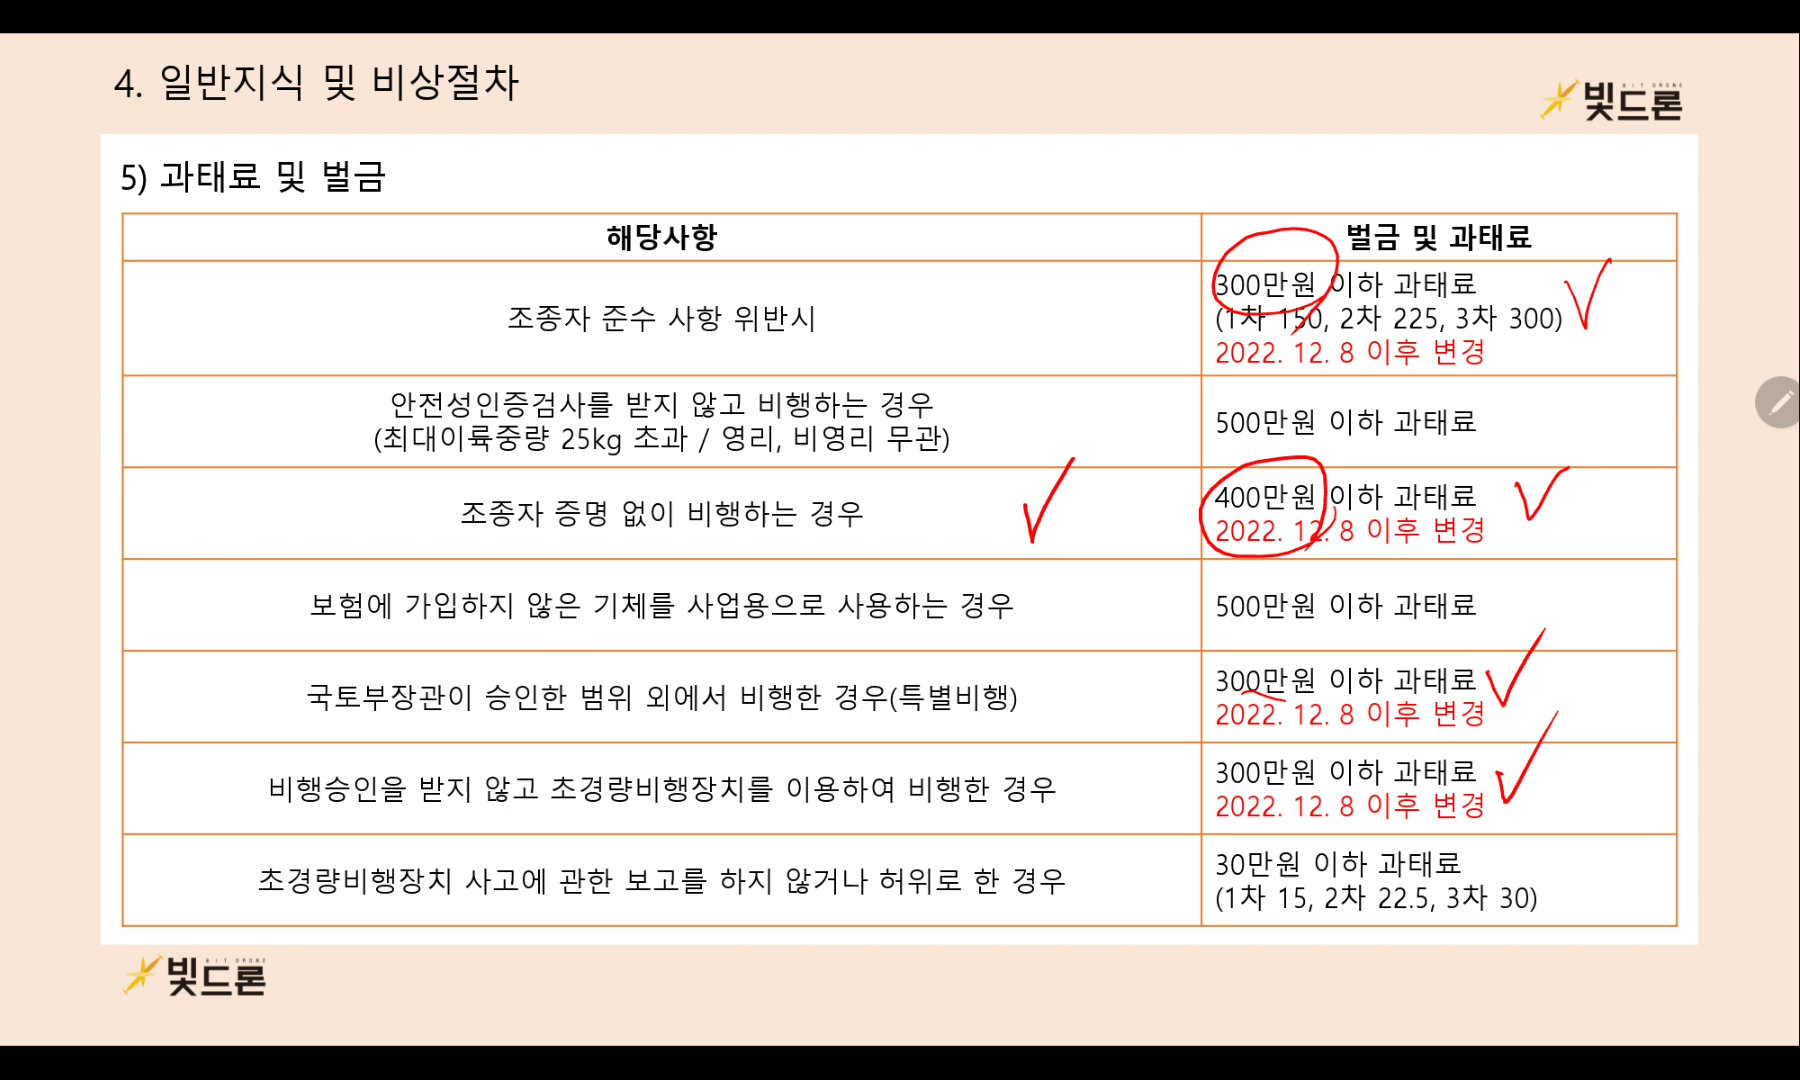 4. 일반지식 및 비상절차
BIT DRONE
빛드론
5) 과태료 및 벌금
해당사항
벌금 및 과태료
조종자 준수 사항 위반시
300만원 이하 과태료
(1차 150, 2차 225, 3차 300)
2022. 12. 8 이후 변경
안전성인증검사를 받지 않고 비행하는 경우
(최대이륙중량 25kg 초과 / 영리, 비영리 무관)
500만원 이하 과태료
조종자 증명 없이 비행하는 경우
400만원 이하 과태료
2022. 12. 8 이후 변경
보험에 가입하지 않은 기체를 사업용으로 사용하는 경우
500만원 이하 과태료
국토부장관이 승인한 범위 외에서 비행한 경우(특별비행)
300만원 이하 과태료
2022. 12. 8 이후 변경
비행승인을 받지 않고 초경량비행장치를 이용하여 비행한 경우
300만원 이하 과태료
2022. 12. 8 이후 변경
초경량비행장치 사고에 관한 보고를 하지 않거나 허위로 한 경우
30만원 이하 과태료
(1차 15, 2차 22.5, 3차 30)
BIT DRONE
빛드론